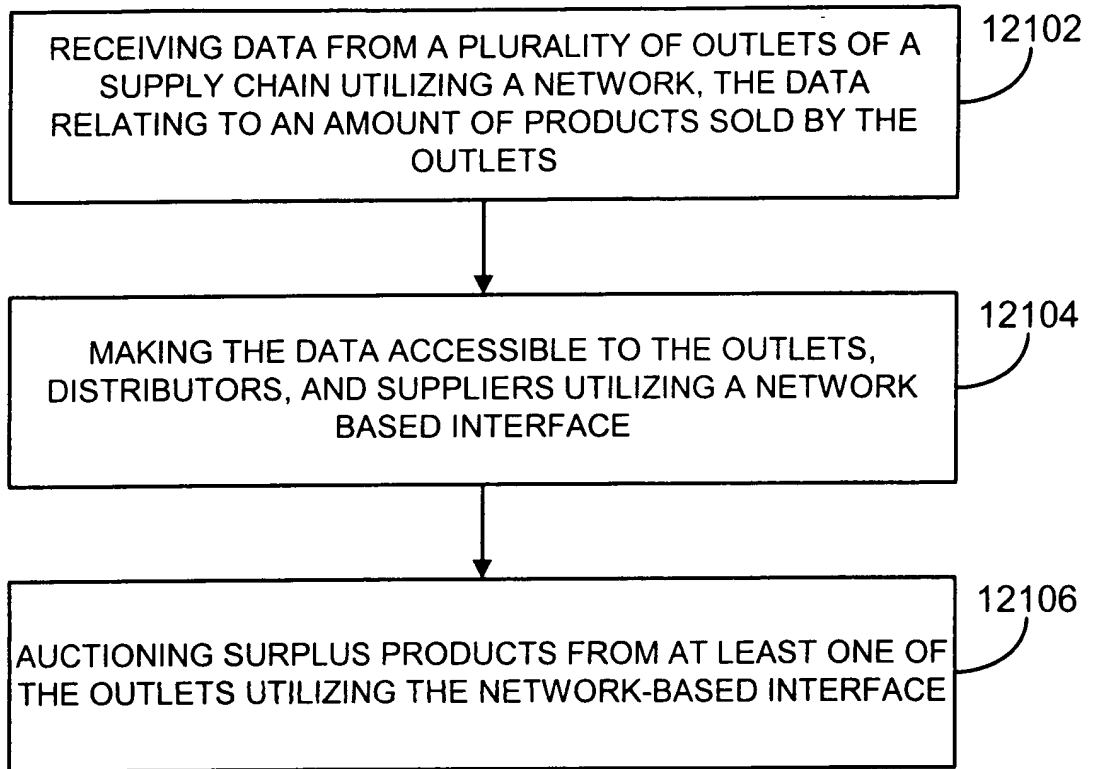 RECEIVING DATA FROM A PLURALITY OF OUTLETS OF A
SUPPLY CHAIN UTILIZING A NETWORK, THE DATA
RELATING TO AN AMOUNT OF PRODUCTS SOLD BY THE
OUTLETS
12102
MAKING THE DATA ACCESSIBLE TO THE OUTLETS,
DISTRIBUTORS, AND SUPPLIERS UTILIZING A NETWORK
BASED INTERFACE
12104
AUCTIONING SURPLUS PRODUCTS FROM AT LEAST ONE OF
THE OUTLETS UTILIZING THE NETWORK-BASED INTERFACE
12106